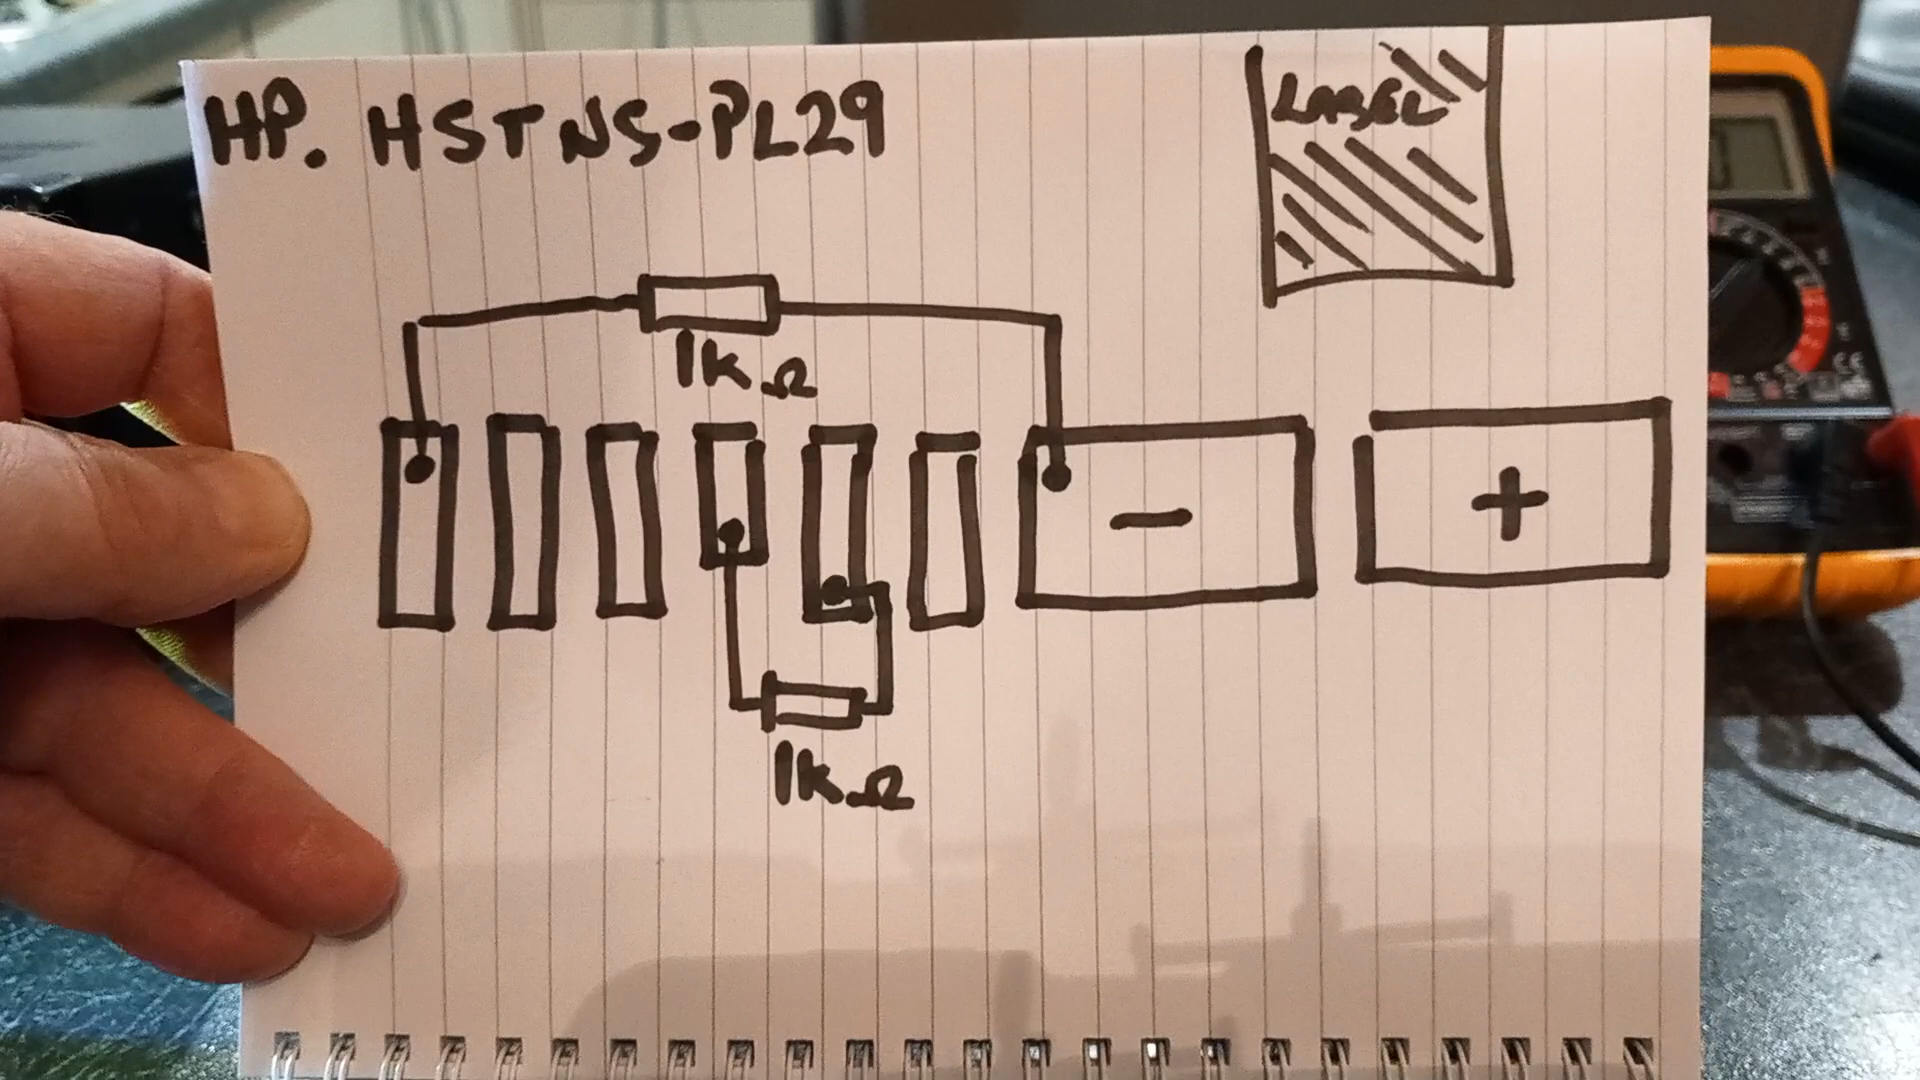 HP. HSTNS-PL29
LABEL
1kΩ
- +
1kΩ